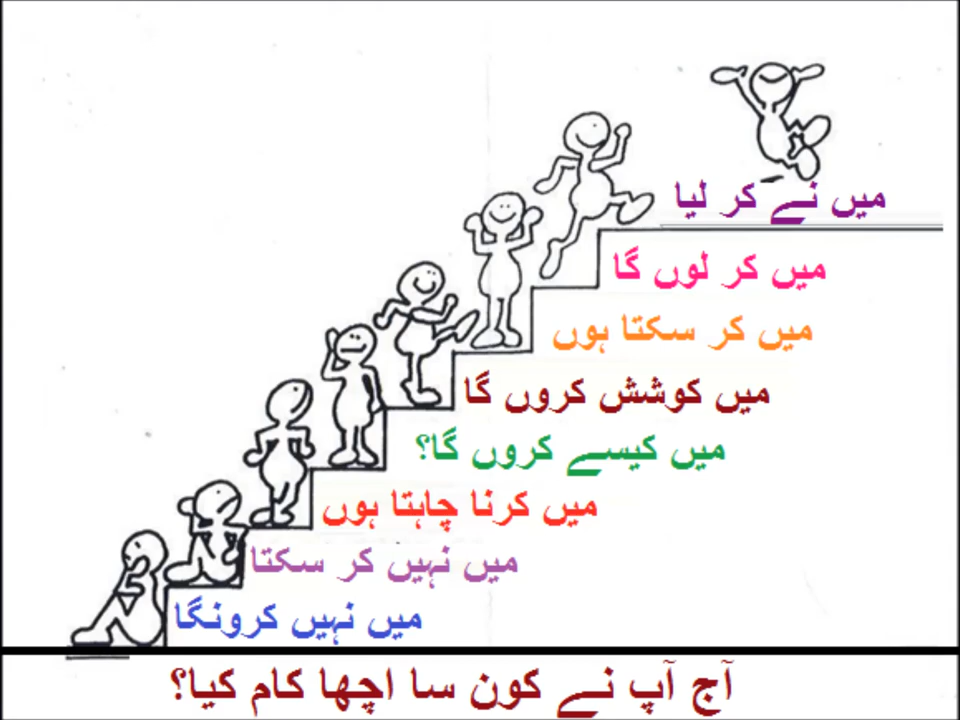 میں نے کر لیا
میں کر لوں گا
میں کر سکتا ہوں
میں کوشش کروں گا
میں کیسے کروں گا؟
میں کرنا چاہتا ہوں
میں نہیں کر سکتا
میں نہیں کرونگا
آج آپ نے کون سا اچھا کام کیا؟